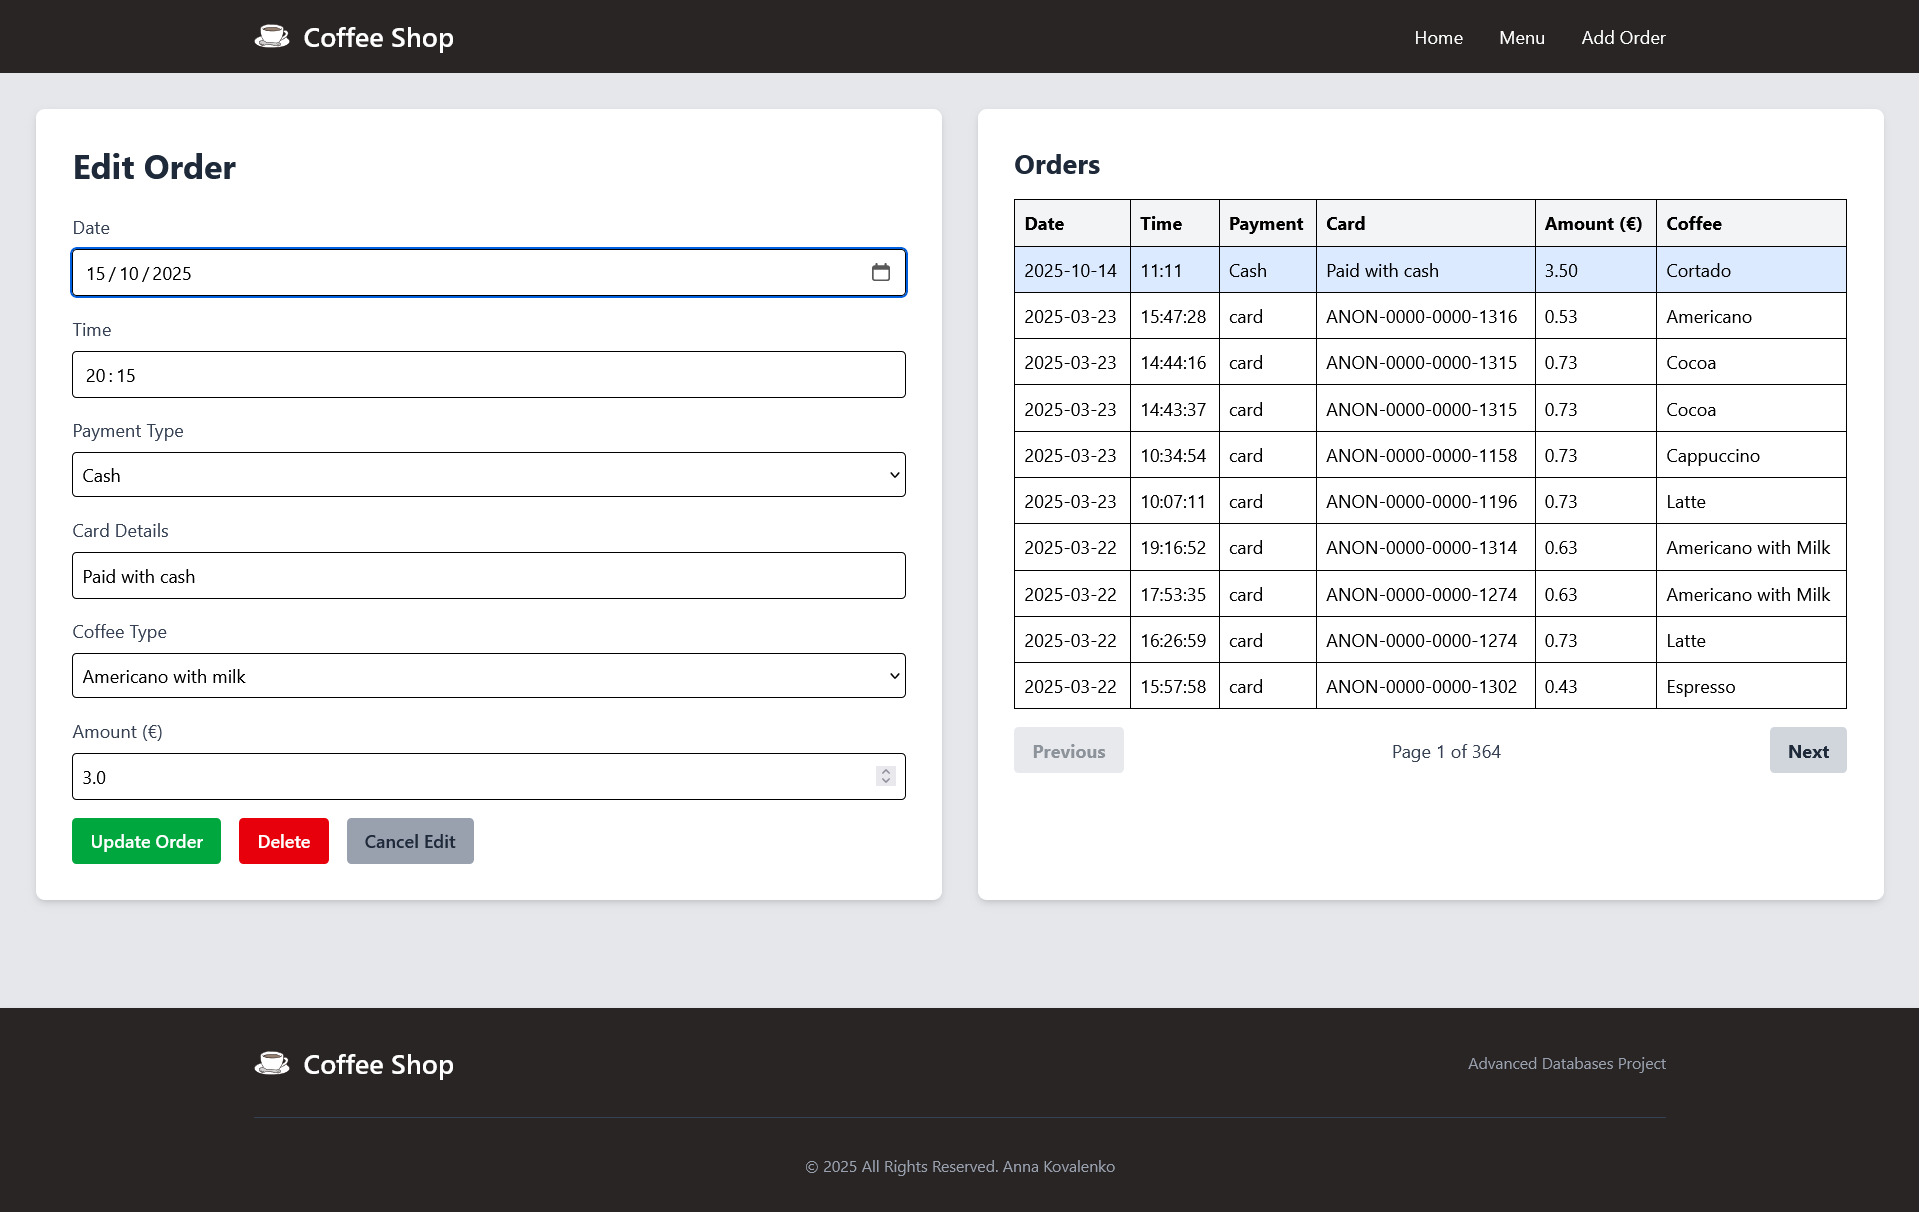 Coffee Shop
Home Menu Add Order
Edit Order
Date
15/10/2025
Time
20:15
Payment Type
Cash
Card Details
Paid with cash
Coffee Type
Americano with milk
Amount (€)
3.0
Update Order Delete Cancel Edit
Orders
Date Time Payment Card Amount (€) Coffee
2025-10-14 11:11 Cash Paid with cash 3.50 Cortado
2025-03-23 15:47:28 card ANON-0000-0000-1316 0.53 Americano
2025-03-23 14:44:16 card ANON-0000-0000-1315 0.73 Cocoa
2025-03-23 14:43:37 card ANON-0000-0000-1315 0.73 Cocoa
2025-03-23 10:34:54 card ANON-0000-0000-1158 0.73 Cappuccino
2025-03-23 10:07:11 card ANON-0000-0000-1196 0.73 Latte
2025-03-22 19:16:52 card ANON-0000-0000-1314 0.63 Americano with Milk
2025-03-22 17:53:35 card ANON-0000-0000-1274 0.63 Americano with Milk
2025-03-22 16:26:59 card ANON-0000-0000-1274 0.73 Latte
2025-03-22 15:57:58 card ANON-0000-0000-1302 0.43 Espresso
Previous Page 1 of 364 Next
Coffee Shop
Advanced Databases Project
© 2025 All Rights Reserved. Anna Kovalenko